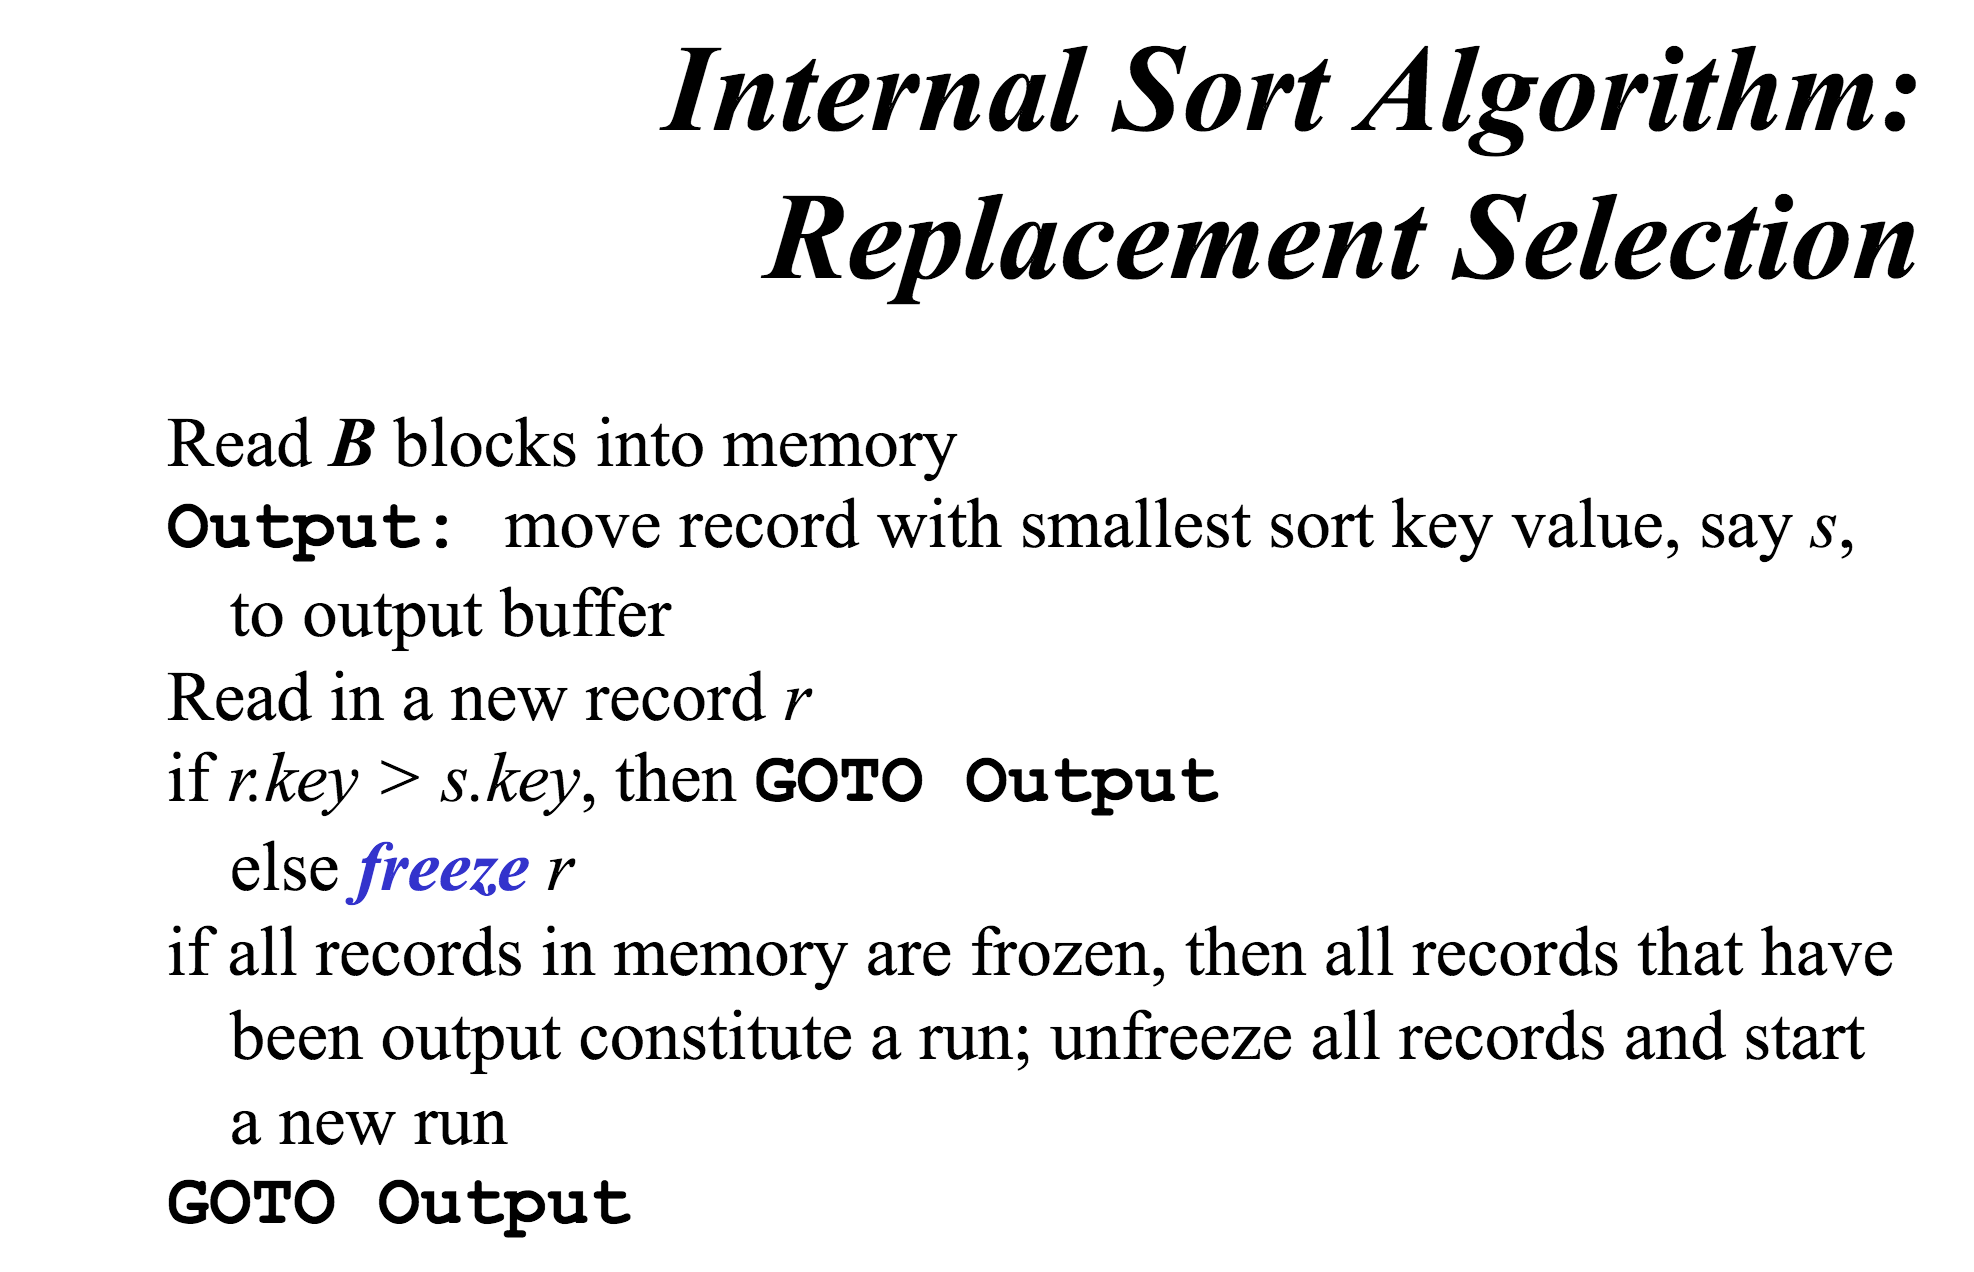 Internal Sort Algorithm:
Replacement Selection
Read B blocks into memory
Output: move record with smallest sort key value, say s,
to output buffer
Read in a new record r
if r.key > s.key, then GOTO Output
else freeze r
if all records in memory are frozen, then all records that have
been output constitute a run; unfreeze all records and start
a new run
GOTO Output